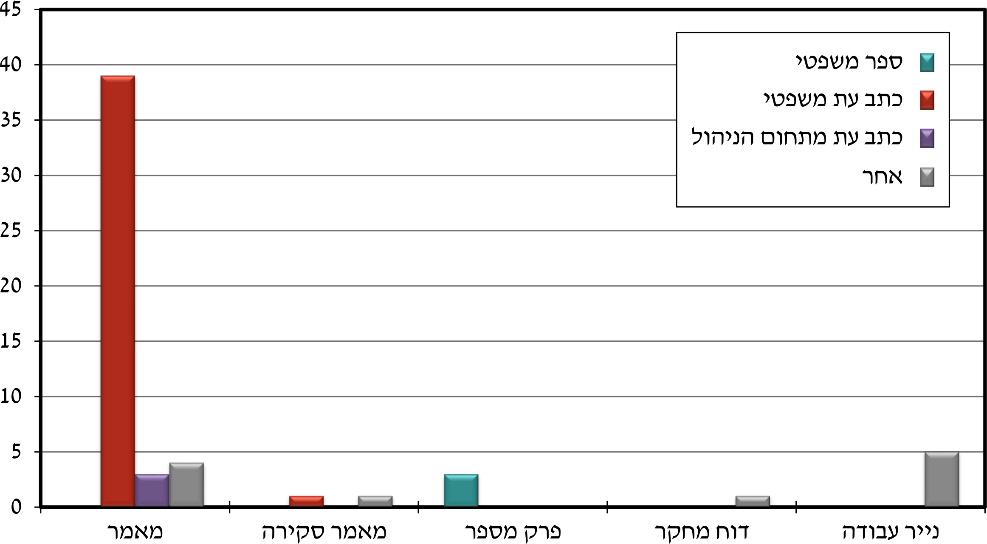 45
40
35
30
25
20
15
10
5
0
ספר משפטי
כתב עת משפטי
כתב עת מתחום הניהול
אחר
מאמר
מאמר סקירה
פרק מספר
דוח מחקר
נייר עבודה